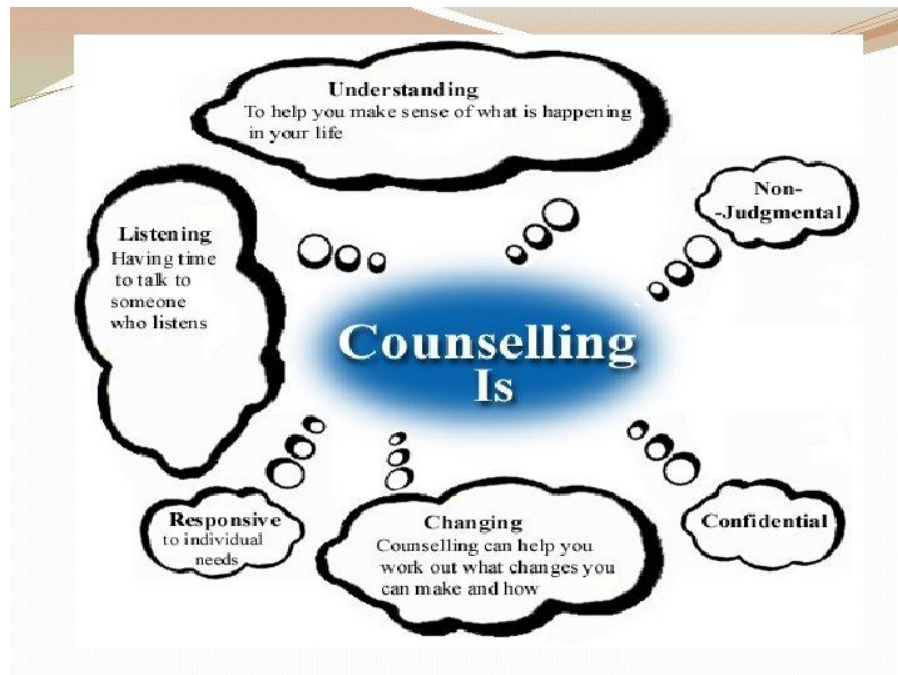 Understanding
To help you make sense of what is happening
in your life
Non-
-Judgmental
Listening
Having time
to talk to
someone
who listens
Counselling
Is
Responsive
to individual
needs
Changing
Counselling can help you
work out what changes you
can make and how
Confidential